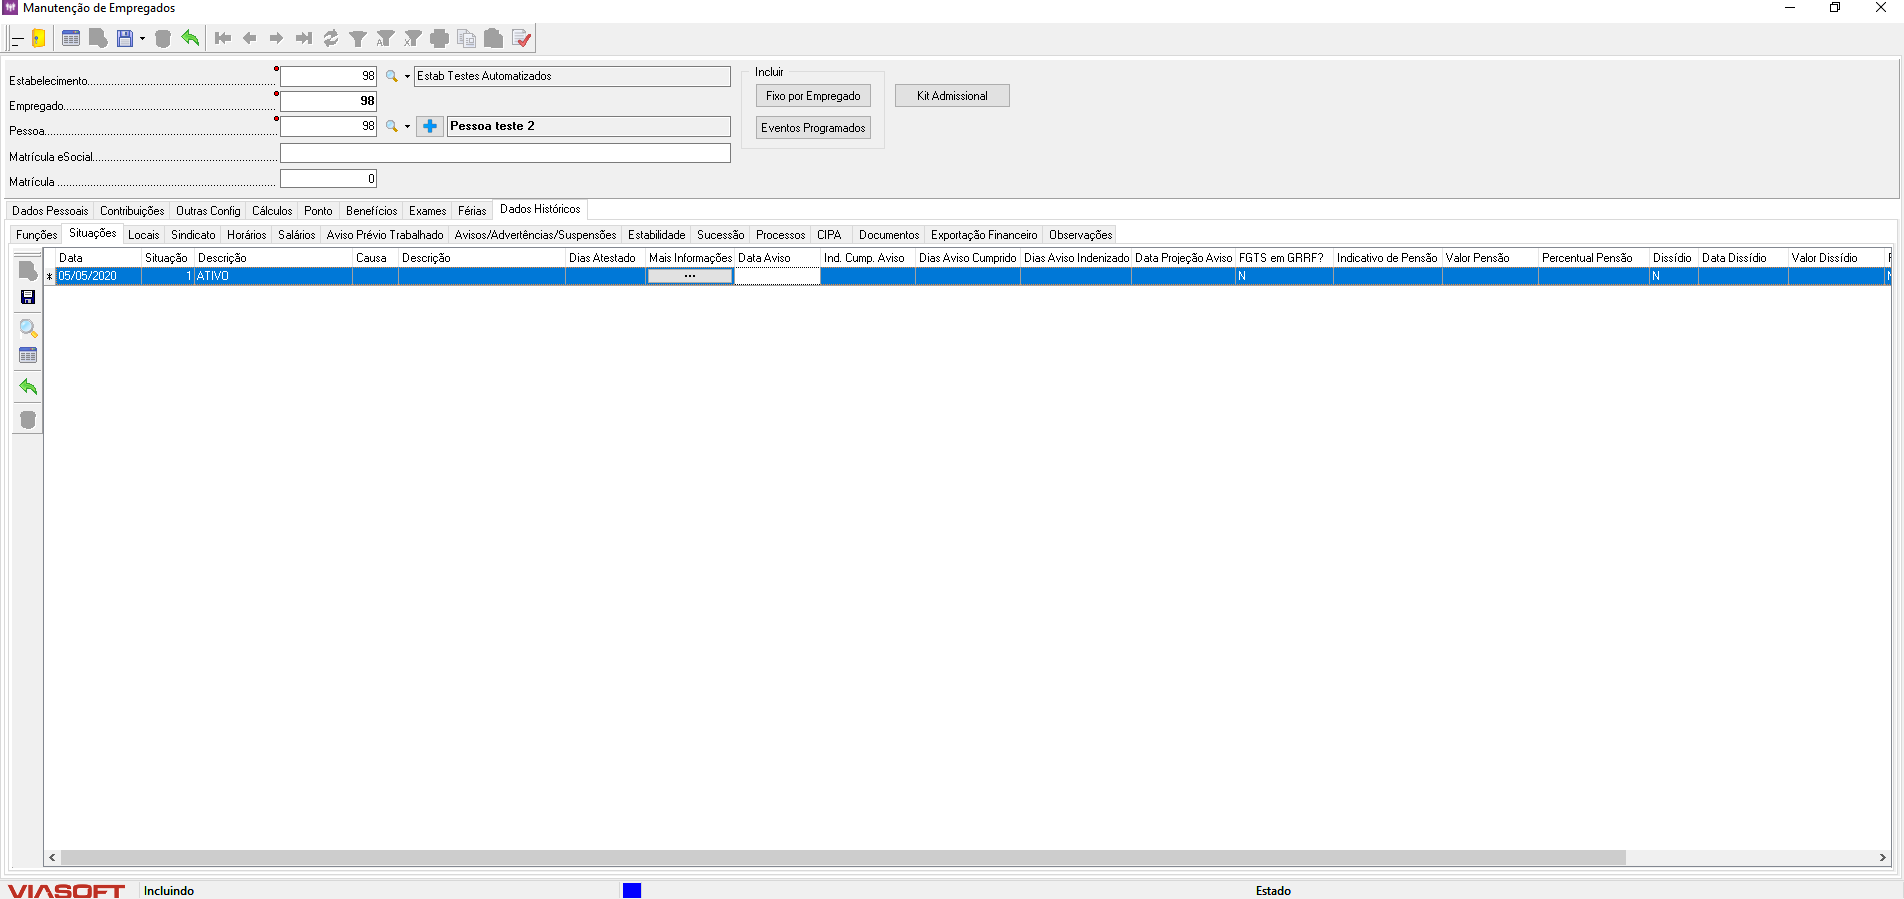 Manutenção de Empregados
Estabelecimento 98 Estab Testes Automatizados
Empregado 98
Pessoa 98 Pessoa teste 2
Matrícula eSocial
Matrícula 0
Incluir
Fixo por Empregado
Eventos Programados
Kit Admissional
Dados Pessoais Contribuições Outras Config Cálculos Ponto Benefícios Exames Férias Dados Históricos
Funções Situações Locais Sindicato Horários Salários Aviso Prévio Trabalhado Avisos/Advertências/Suspensões Estabilidade Sucessão Processos CIPA Documentos Exportação Financeiro Observações
Data Situação Descrição Causa Descrição Dias Atestado Mais Informações Data Aviso Ind. Cump. Aviso Dias Aviso Cumprido Dias Aviso Indenizado Data Projeção Aviso FGTS em GRRF? Indicativo de Pensão Valor Pensão Percentual Pensão Dissídio Data Dissídio Valor Dissídio
* 05/05/2020 1 ATIVO ... N N
VIASOFT Incluindo Estado